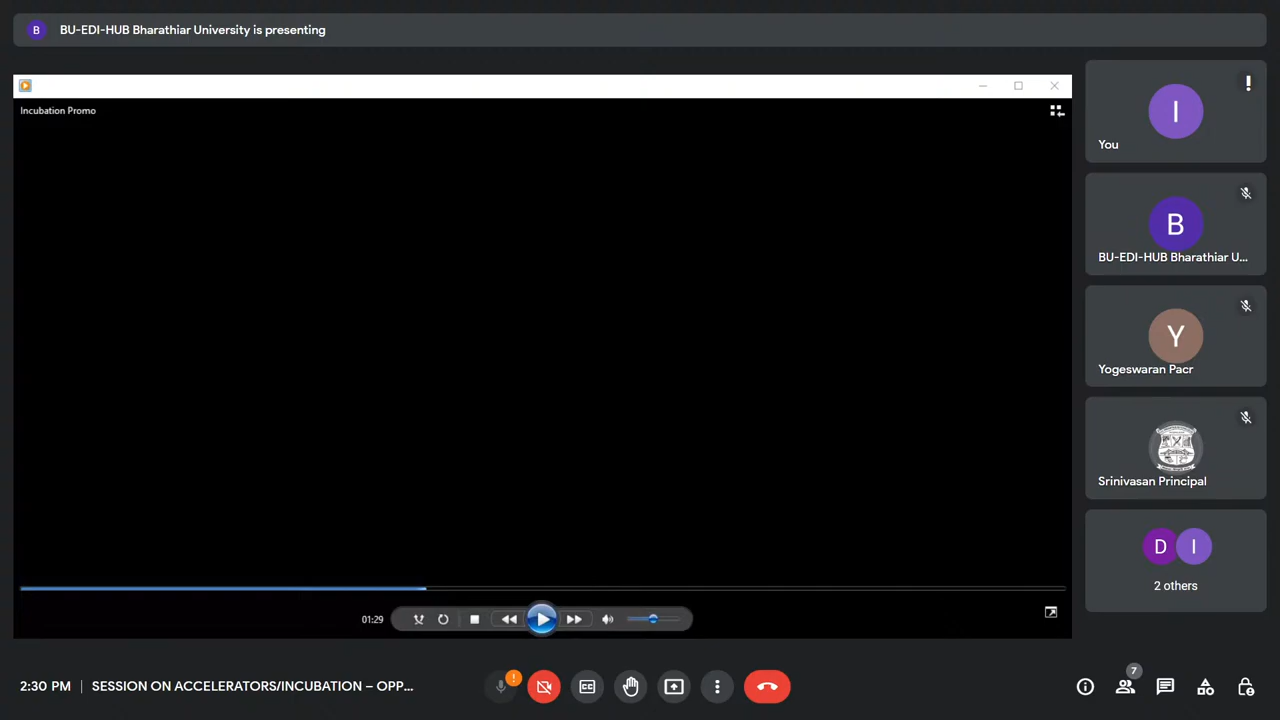 B
BU-EDI-HUB Bharathiar University is presenting
Incubation Promo
01:29
I
You
B
BU-EDI-HUB Bharathiar U...
Y
Yogeswaran Pacr
Srinivasan Principal
D I
2 others
2:30 PM | SESSION ON ACCELERATORS/INCUBATION – OPP...
!
CC
7